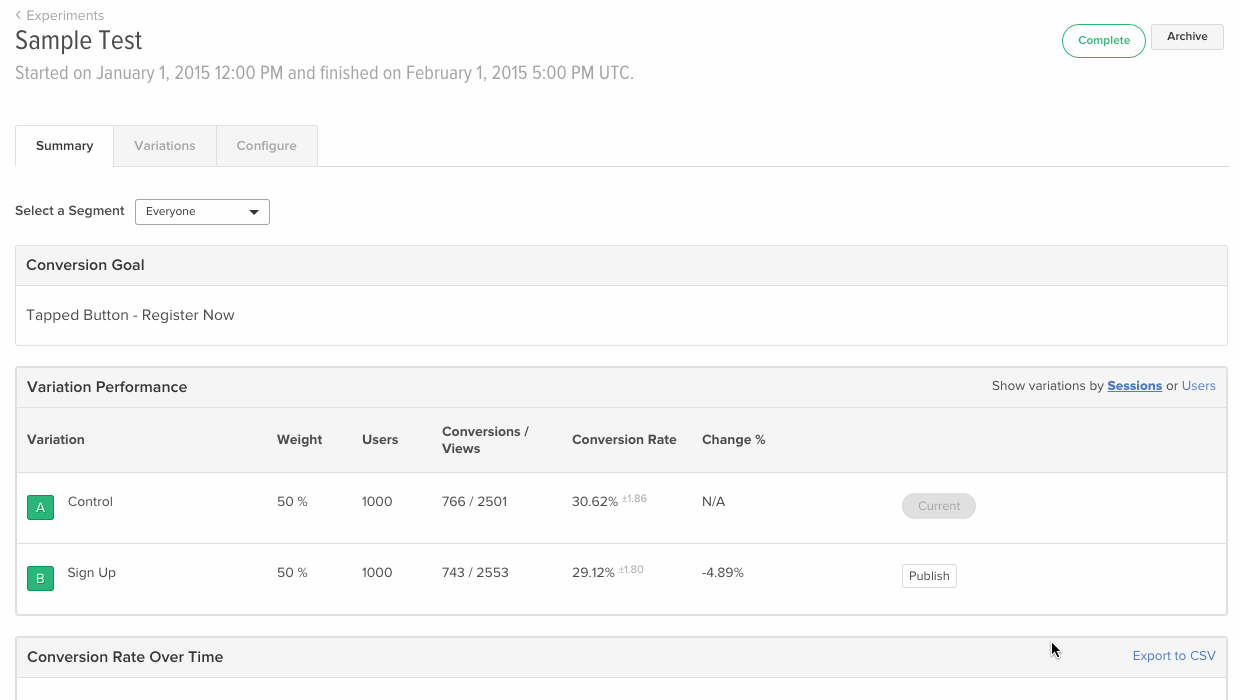 ‹ Experiments
Sample Test
Complete
Archive
Started on January 1, 2015 12:00 PM and finished on February 1, 2015 5:00 PM UTC.
Summary
Variations
Configure
Select a Segment
Everyone
Conversion Goal
Tapped Button - Register Now
Variation Performance
Show variations by Sessions or Users
Variation
Weight
Users
Conversions /
Views
Conversion Rate
Change %
A
Control
50 %
1000
766 / 2501
30.62% ±1.86
N/A
Current
B
Sign Up
50 %
1000
743 / 2553
29.12% ±1.80
-4.89%
Publish
Conversion Rate Over Time
Export to CSV